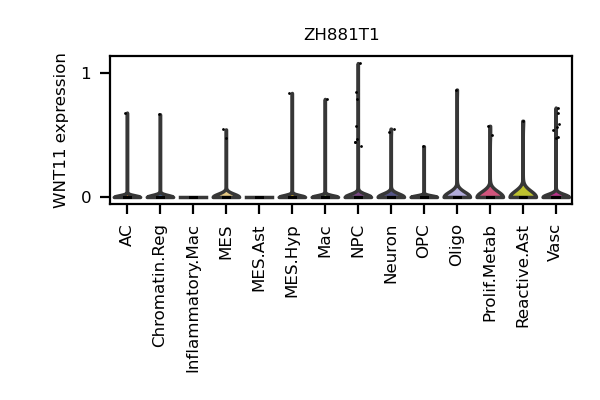 ZH881T1
WNT11 expression
1
0
AC
Chromatin.Reg
Inflammatory.Mac
MES
MES.Ast
MES.Hyp
Mac
NPC
Neuron
OPC
Oligo
Prolif.Metab
Reactive.Ast
Vasc